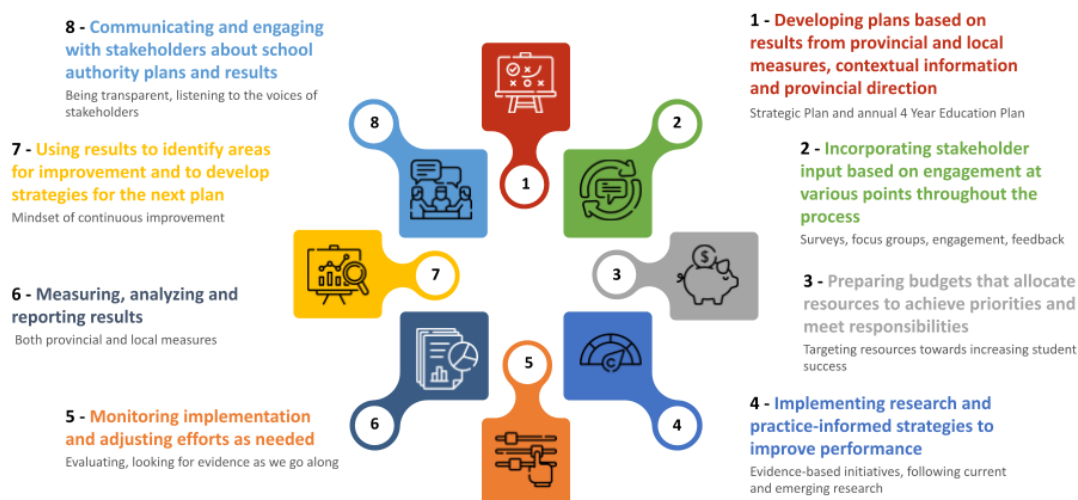 8 - Communicating and engaging
with stakeholders about school
authority plans and results
Being transparent, listening to the voices of
stakeholders
7 - Using results to identify areas
for improvement and to develop
strategies for the next plan
Mindset of continuous improvement
6 - Measuring, analyzing and
reporting results
Both provincial and local measures
5 - Monitoring implementation
and adjusting efforts as needed
Evaluating, looking for evidence as we go along
8
1
2
7
3
$
6
5
4
C
1 - Developing plans based on
results from provincial and local
measures, contextual information
and provincial direction
Strategic Plan and annual 4 Year Education Plan
2 - Incorporating stakeholder
input based on engagement at
various points throughout the
process
Surveys, focus groups, engagement, feedback
3 - Preparing budgets that allocate
resources to achieve priorities and
meet responsibilities
Targeting resources towards increasing student
success
4 - Implementing research and
practice-informed strategies to
improve performance
Evidence-based initiatives, following current
and emerging research